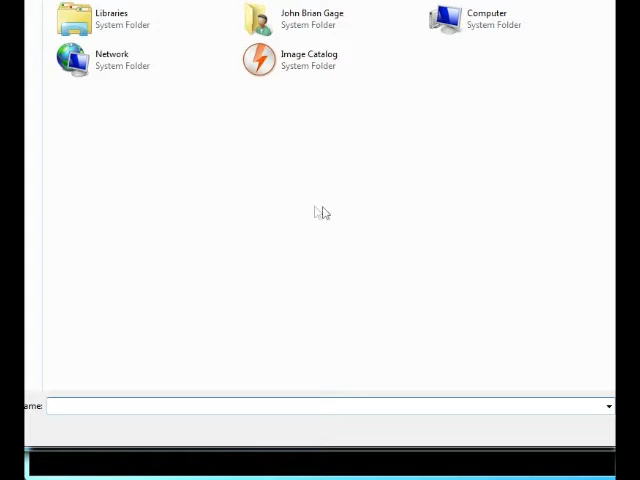 Libraries
System Folder
John Brian Gage
System Folder
Computer
System Folder
Network
System Folder
Image Catalog
System Folder
ame: